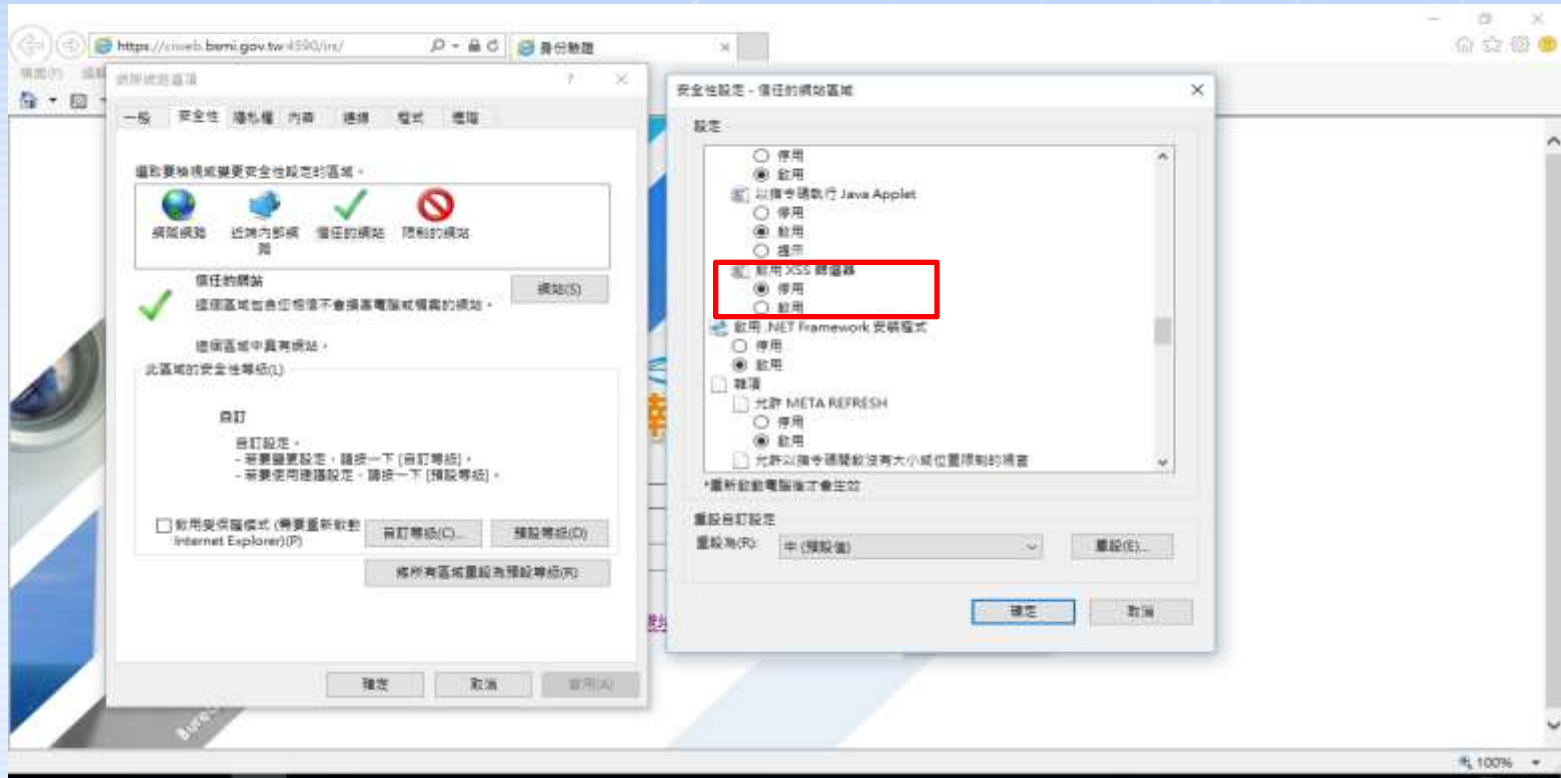 https://ciweb.bsmi.gov.tw:4590/irs/
身份驗證
檔案(F)
網際網路選項
一般 安全性 隱私權 內容 連線 程式 進階
選取要檢視或變更安全性設定的區域。
網際網路 近端內部網路 信任的網站 限制的網站
信任的網站
網站(S)
這個區域包含您相信不會損害電腦或檔案的網站。
這個區域中具有網站。
此區域的安全性等級(L)
自訂
自訂設定。
- 若要變更設定，請按一下 [自訂等級]。
- 若要使用建議設定，請按一下 [預設等級]。
啟用受保護模式 (需要重新啟動 Internet Explorer)(P)
自訂等級(C)... 預設等級(D)
將所有區域重設為預設等級(R)
確定 取消 套用(A)
安全性設定 - 信任的網站區域
設定
停用
啟用
以指令碼執行 Java Applet
停用
啟用
提示
啟用 XSS 篩選器
停用
啟用
啟用 .NET Framework 安裝程式
停用
啟用
雜項
允許 META REFRESH
停用
啟用
允許以指令碼開啟沒有大小或位置限制的視窗
*重新啟動電腦後才會生效
重設自訂設定
重設為(R): 中 (預設值) 重設(E)...
確定 取消
100%